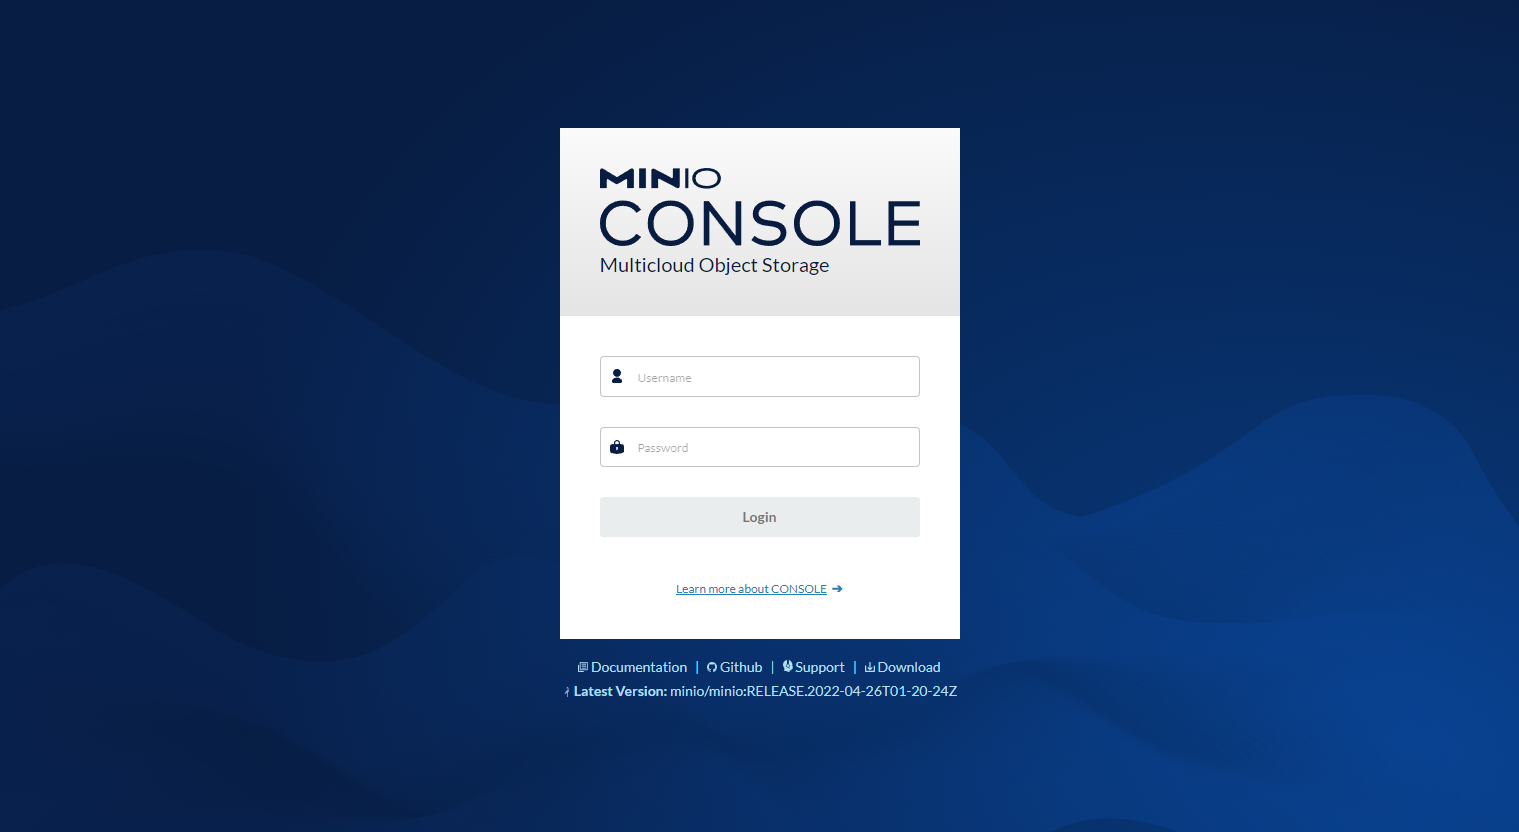 MINIO
CONSOLE
Multicloud Object Storage
Username
Password
Login
Learn more about CONSOLE ➔
Documentation | Github | Support | Download
Latest Version: minio/minio:RELEASE.2022-04-26T01-20-24Z